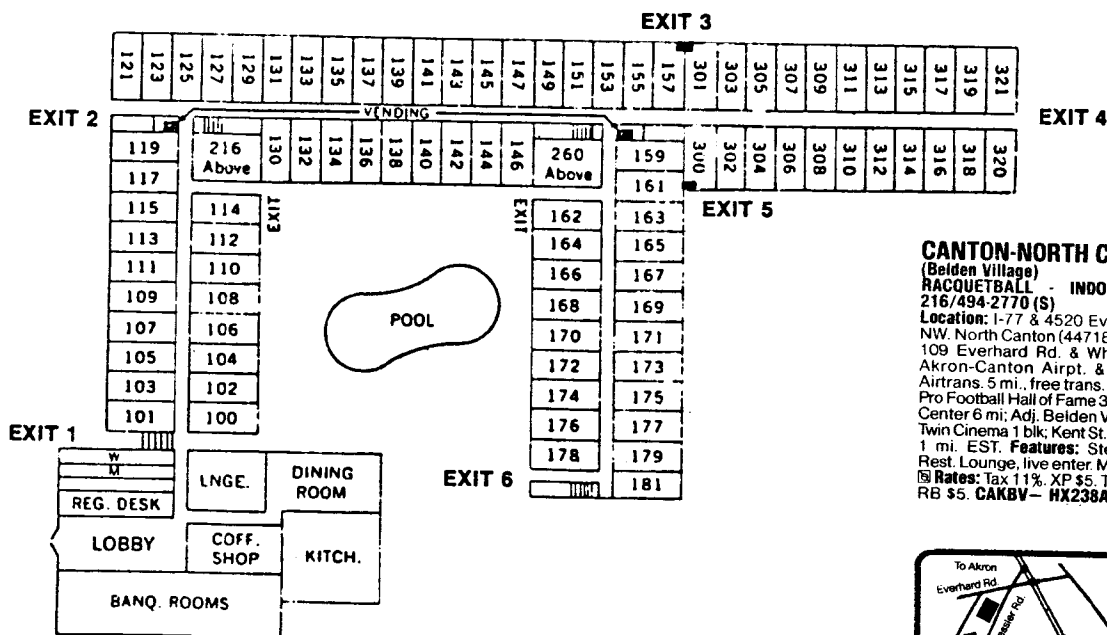 EXIT 3
121 123 125 127 129 131 133 135 137 139 141 143 145 147 149 151 153 155 157 301 303 305 307 309 311 313 315 317 319 321
EXIT 2
VENDING
EXIT 4
119
216 Above
130 132 134 136 138 140 142 144 146
260 Above
159
300 302 304 306 308 310 312 314 316 318 320
117
161
EXIT 5
115
114
EXIT
EXIT
162
163
113
112
164
165
111
110
166
167
109
108
168
169
107
106
POOL
170
171
105
104
172
173
103
102
174
175
101
100
176
177
EXIT 1
178
179
EXIT 6
181
W
M
REG. DESK
LNGE.
DINING
ROOM
LOBBY
COFF.
SHOP
KITCH.
BANQ. ROOMS
CANTON-NORTH C
(Belden Village)
RACQUETBALL - INDO
216/494-2770 (S)
Location: I-77 & 4520 Ev
NW. North Canton (44718
109 Everhard Rd. & Wh
Akron-Canton Airpt. &
Airtrans. 5 mi., free trans.
Pro Football Hall of Fame 3
Center 6 mi; Adj. Belden V
Twin Cinema 1 blk; Kent St.
1 mi. EST. Features: Ste
Rest. Lounge, live enter. M
Rates: Tax 11%. XP $5. T
RB $5. CAKBV— HX238A
To Akron
Everhard Rd.
ssler Rd.